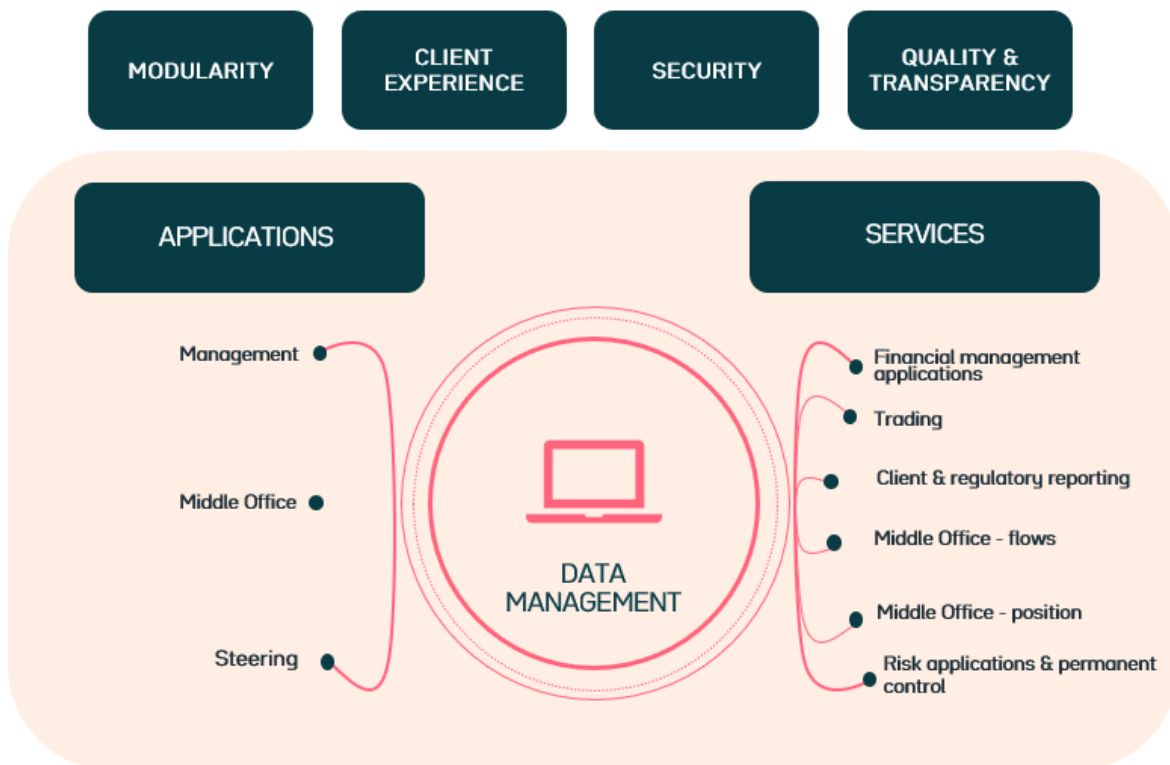 MODULARITY
CLIENT
EXPERIENCE
SECURITY
QUALITY &
TRANSPARENCY
APPLICATIONS
SERVICES
Management
Middle Office
Steering
DATA
MANAGEMENT
Financial management
applications
Trading
Client & regulatory reporting
Middle Office - flows
Middle Office - position
Risk applications & permanent
control